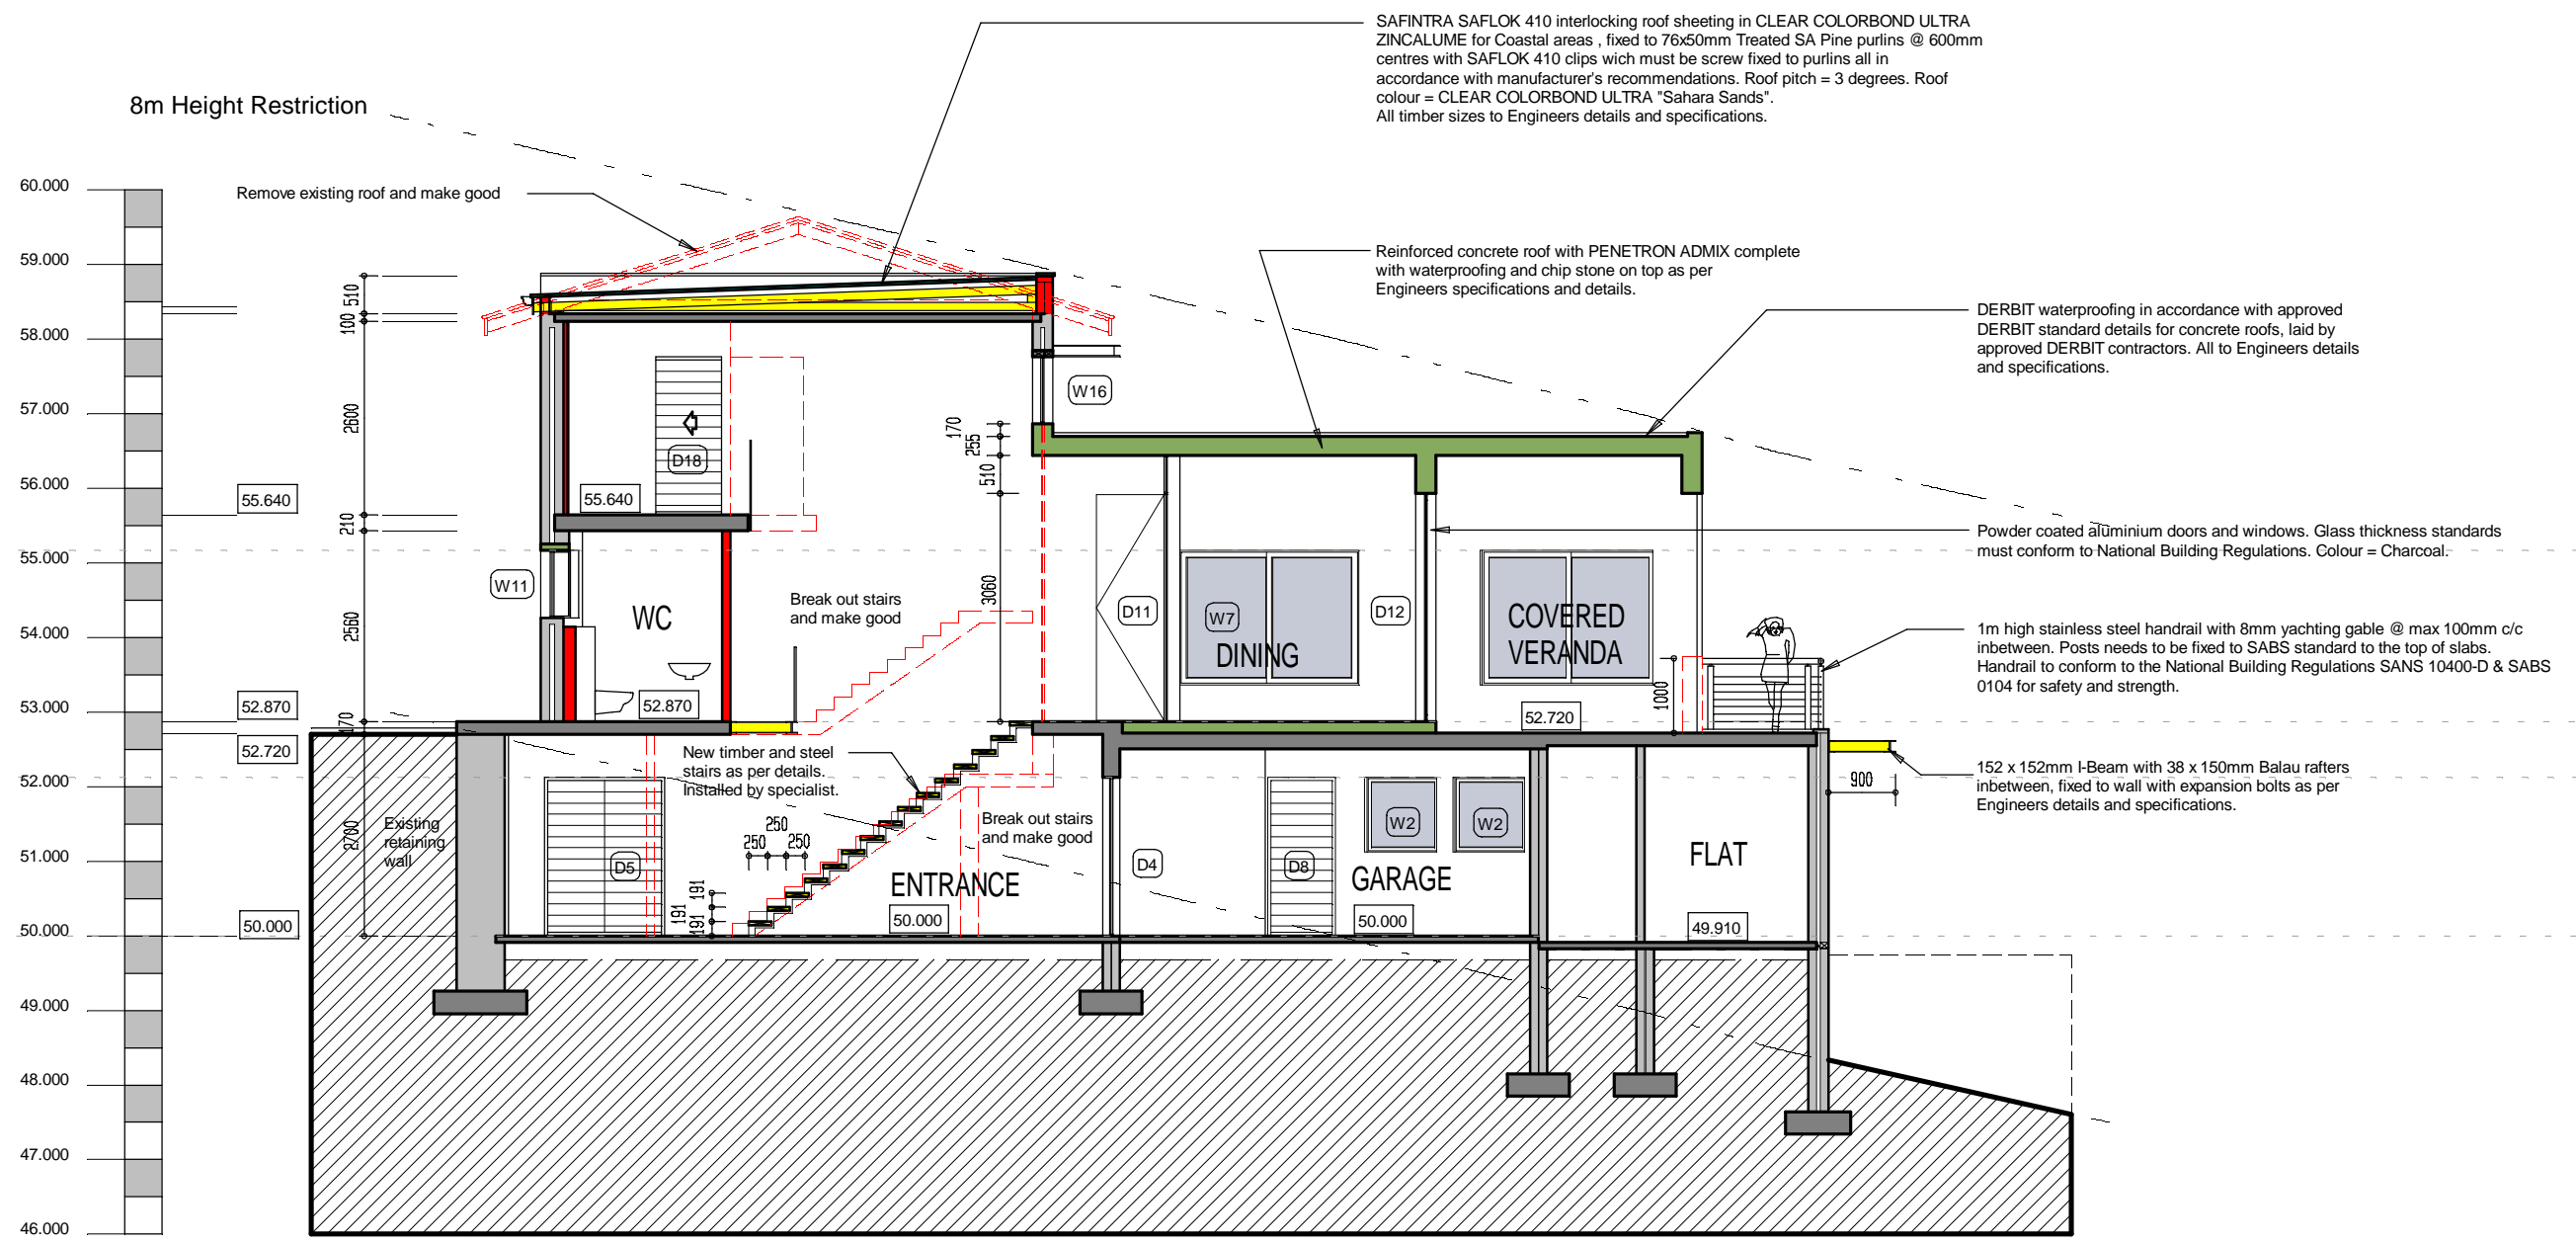 SAFINTRA SAFLOK 410 interlocking roof sheeting in CLEAR COLORBOND ULTRA
ZINCALUME for Coastal areas , fixed to 76x50mm Treated SA Pine purlins @ 600mm
centres with SAFLOK 410 clips wich must be screw fixed to purlins all in
accordance with manufacturer's recommendations. Roof pitch = 3 degrees. Roof
colour = CLEAR COLORBOND ULTRA "Sahara Sands".
All timber sizes to Engineers details and specifications.
8m Height Restriction
Remove existing roof and make good
Reinforced concrete roof with PENETRON ADMIX complete
with waterproofing and chip stone on top as per
Engineers specifications and details.
DERBIT waterproofing in accordance with approved
DERBIT standard details for concrete roofs, laid by
approved DERBIT contractors. All to Engineers details
and specifications.
Powder coated aluminium doors and windows. Glass thickness standards
must conform to National Building Regulations. Colour = Charcoal.
1m high stainless steel handrail with 8mm yachting gable @ max 100mm c/c
inbetween. Posts needs to be fixed to SABS standard to the top of slabs.
Handrail to conform to the National Building Regulations SANS 10400-D & SABS
0104 for safety and strength.
152 x 152mm I-Beam with 38 x 150mm Balau rafters
inbetween, fixed to wall with expansion bolts as per
Engineers details and specifications.
60.000
59.000
58.000
57.000
56.000
55.000
54.000
53.000
52.000
51.000
50.000
49.000
48.000
47.000
46.000
55.640
52.870
52.720
50.000
510
100
2600
210
2560
170
2700
W16
D18
55.640
170
255
510
3060
W11
WC
52.870
Break out stairs
and make good
D11
W7
DINING
D12
COVERED
VERANDA
52.720
1000
900
New timber and steel
stairs as per details.
Installed by specialist.
Existing
retaining
wall
D5
250
250
250
191
191
191
ENTRANCE
50.000
Break out stairs
and make good
D4
D8
W2
W2
GARAGE
50.000
FLAT
49.910